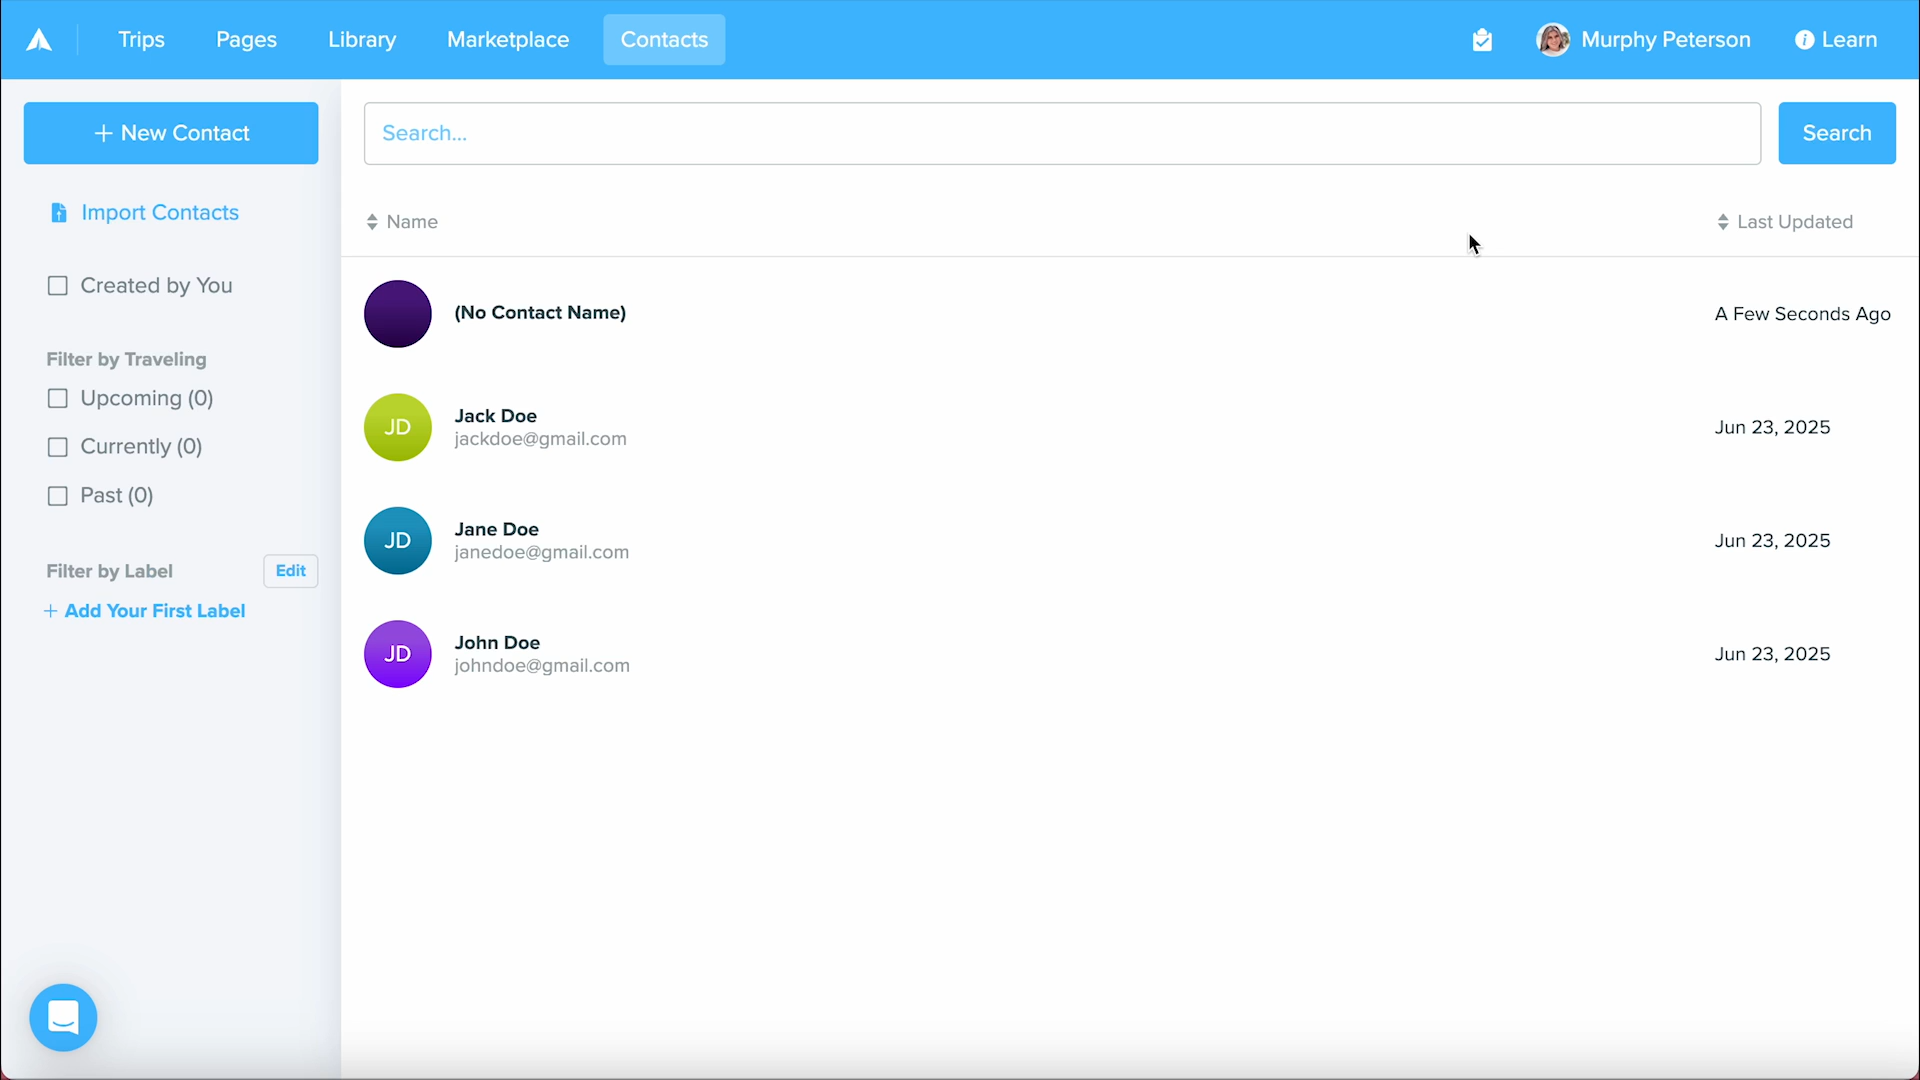 Trips
Pages
Library
Marketplace
Contacts
Murphy Peterson
Learn
+ New Contact
Search...
Search
Import Contacts
Name
Last Updated
Created by You
(No Contact Name)
A Few Seconds Ago
Filter by Traveling
Upcoming (0)
Currently (0)
Past (0)
JD
Jack Doe
jackdoe@gmail.com
Jun 23, 2025
JD
Jane Doe
janedoe@gmail.com
Jun 23, 2025
Filter by Label
Edit
+ Add Your First Label
JD
John Doe
johndoe@gmail.com
Jun 23, 2025